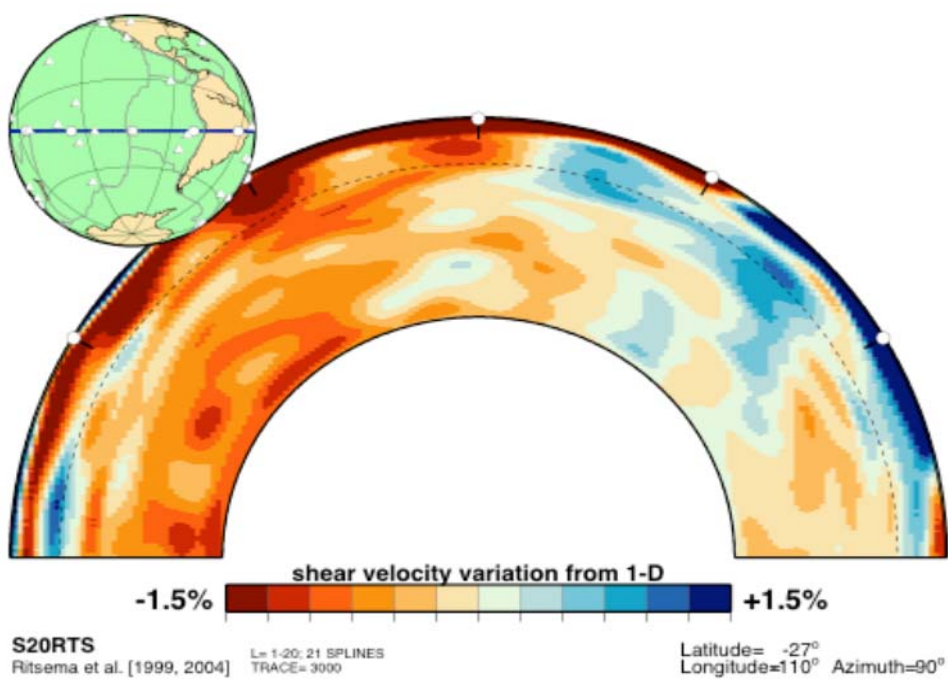 shear velocity variation from 1-D
-1.5% +1.5%
S20RTS
Ritsema et al. [1999, 2004]
L= 1-20; 21 SPLINES
TRACE= 3000
Latitude= -27°
Longitude=110° Azimuth=90°